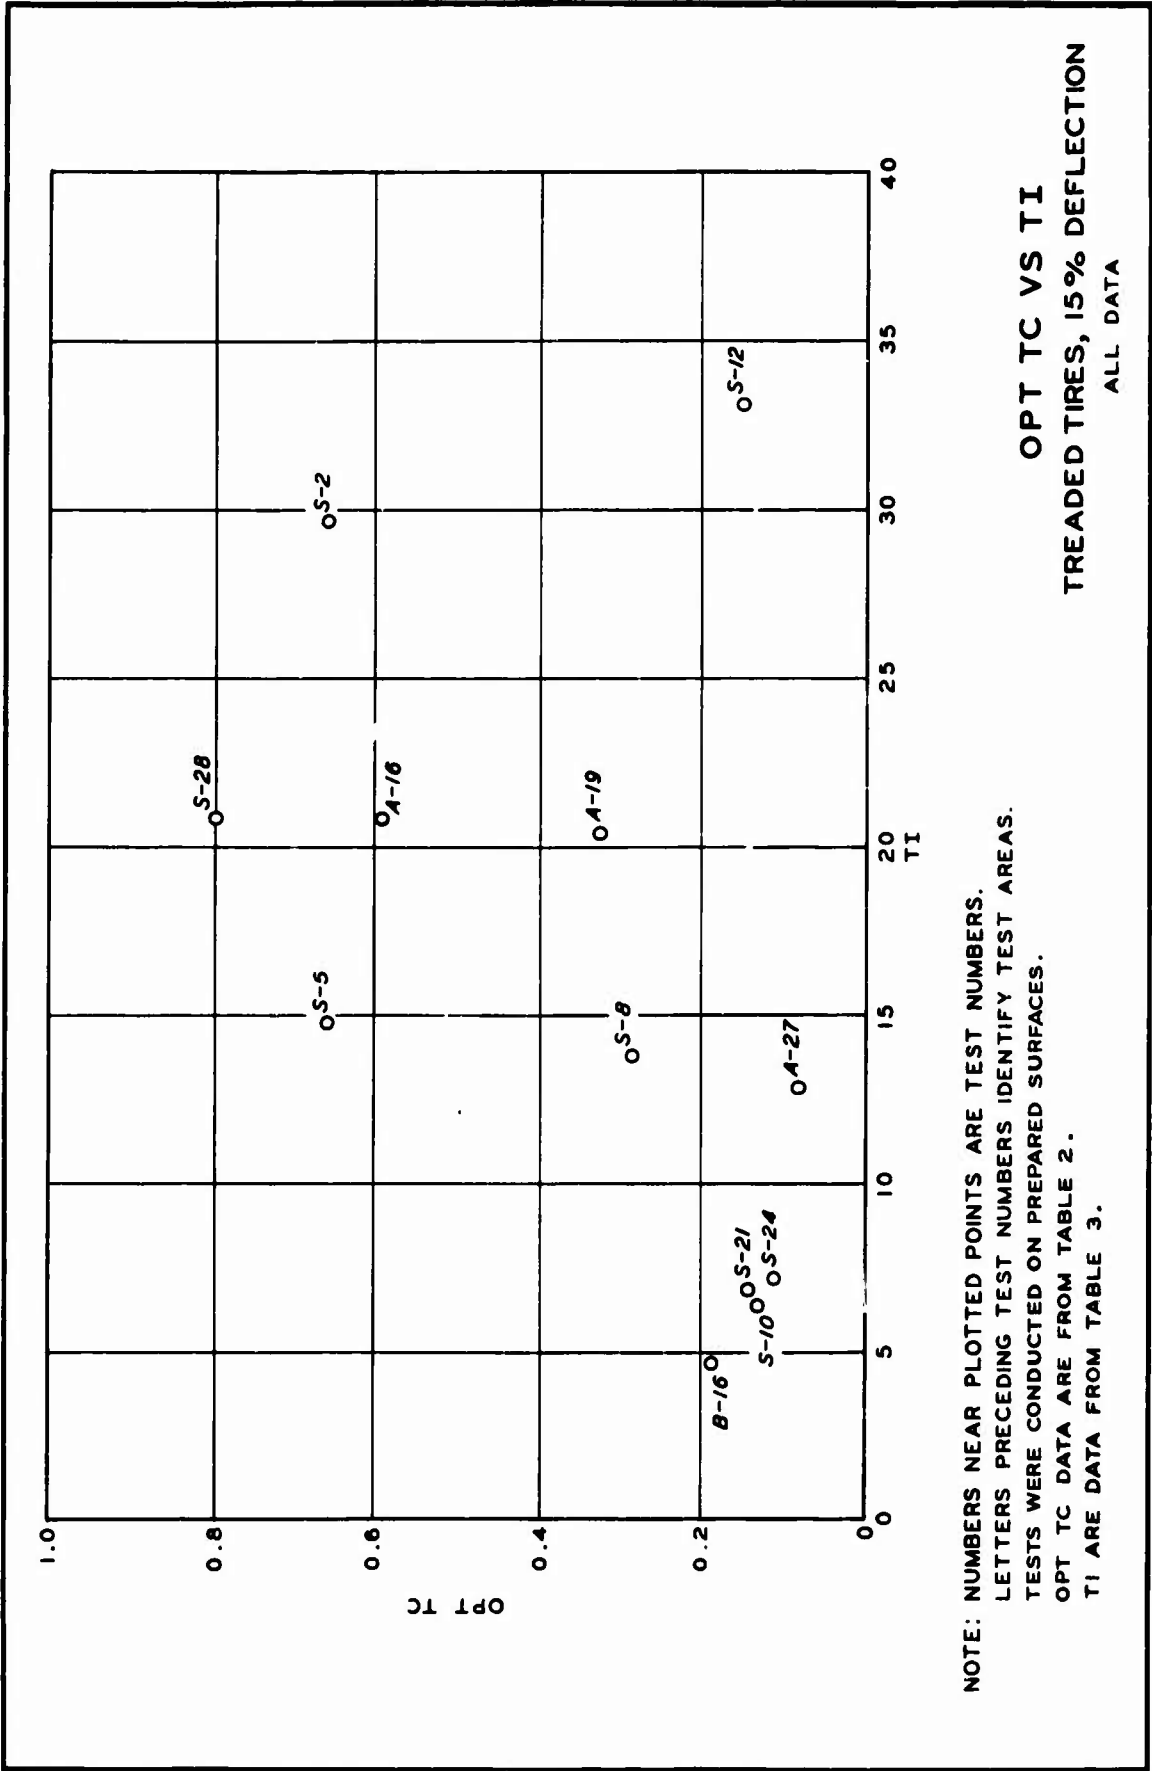 1.0
0.8
0.6
0.4
0.2
0
OPT TC
S-28
S-5
S-2
A-16
A-19
S-8
B-16
S-10
S-21
S-24
A-27
S-12
0 5 10 15 20 25 30 35 40
TI
NOTE: NUMBERS NEAR PLOTTED POINTS ARE TEST NUMBERS.
LETTERS PRECEDING TEST NUMBERS IDENTIFY TEST AREAS.
TESTS WERE CONDUCTED ON PREPARED SURFACES.
OPT TC DATA ARE FROM TABLE 2.
TI ARE DATA FROM TABLE 3.
OPT TC VS TI
TREADED TIRES, 15% DEFLECTION
ALL DATA